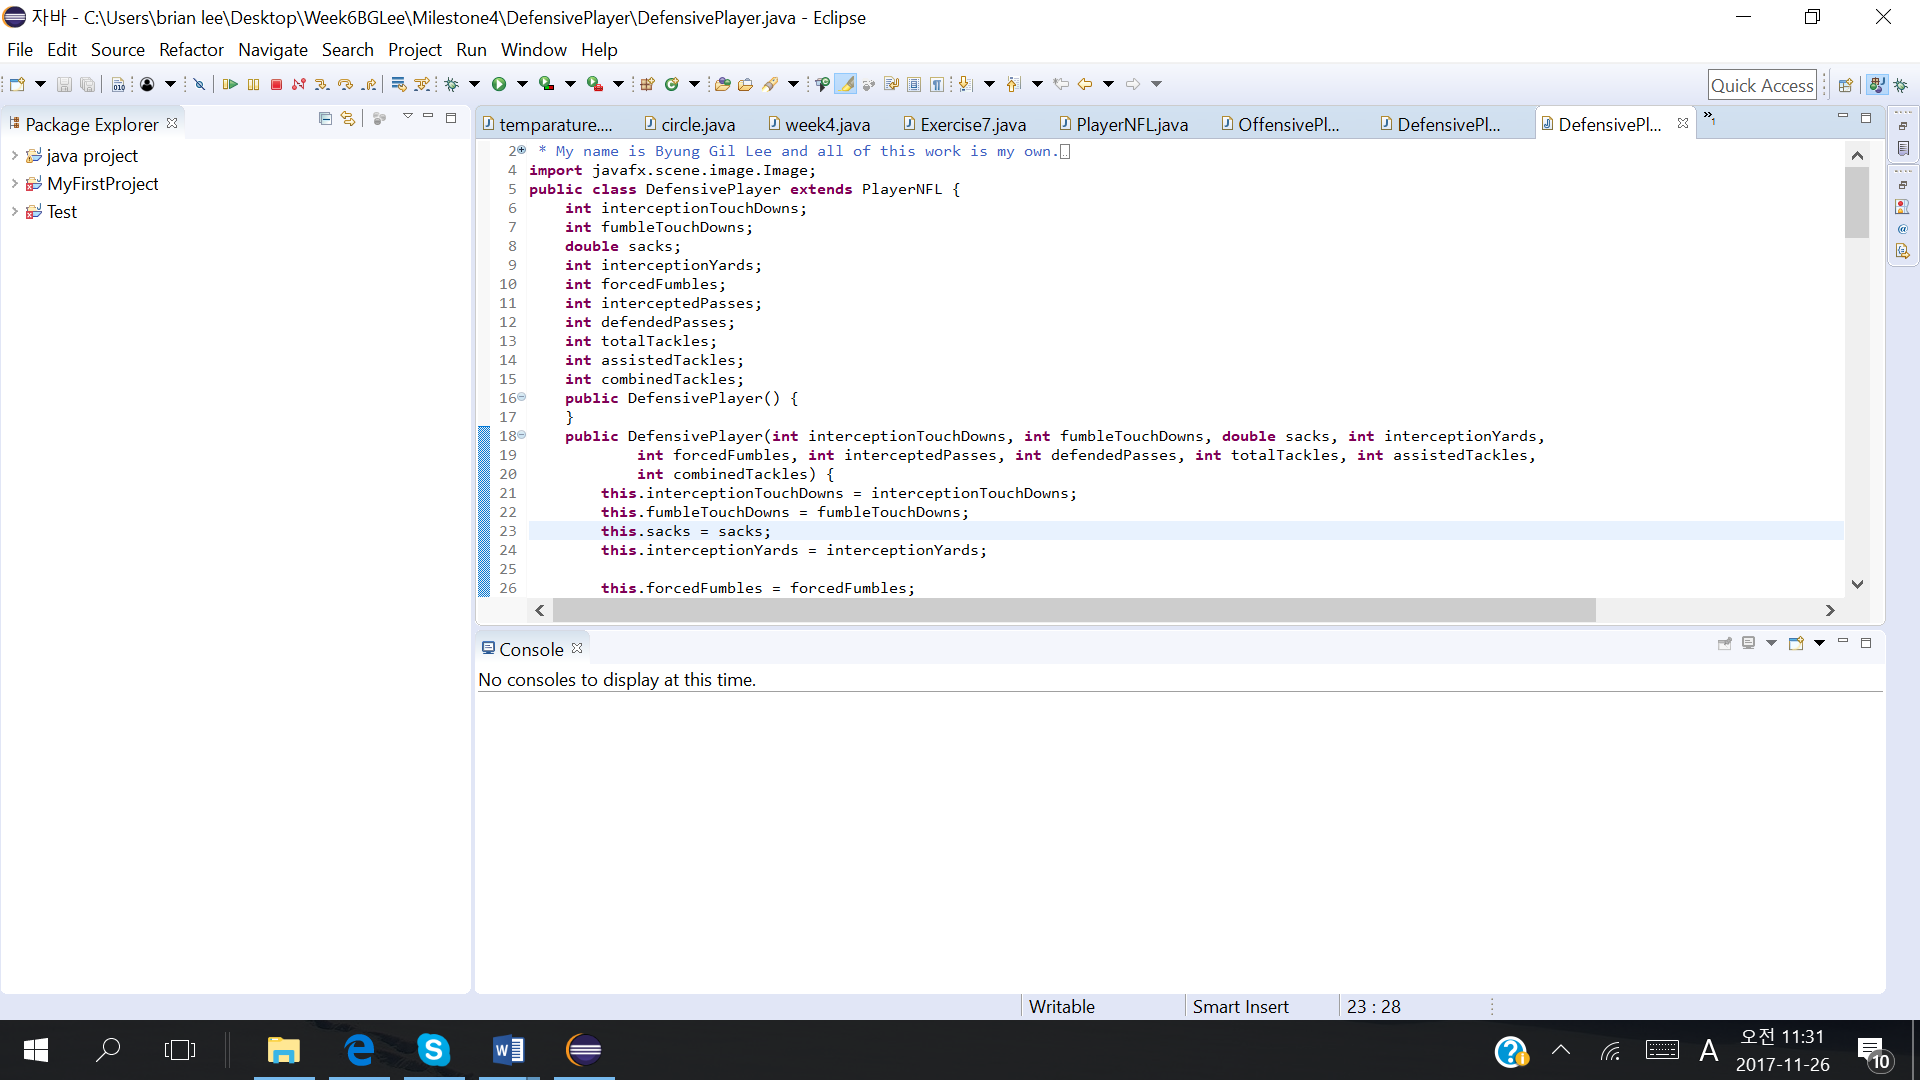 자바 - C:\Users\brian lee\Desktop\Week6BGLee\Milestone4\DefensivePlayer\DefensivePlayer.java - Eclipse
File Edit Source Refactor Navigate Search Project Run Window Help
Quick Access
Package Explorer
java project
MyFirstProject
Test
temparature.... circle.java week4.java Exercise7.java PlayerNFL.java OffensivePl... DefensivePl... DefensivePl... »1
2 * My name is Byung Gil Lee and all of this work is my own.
4 import javafx.scene.image.Image;
5 public class DefensivePlayer extends PlayerNFL {
6 int interceptionTouchDowns;
7 int fumbleTouchDowns;
8 double sacks;
9 int interceptionYards;
10 int forcedFumbles;
11 int interceptedPasses;
12 int defendedPasses;
13 int totalTackles;
14 int assistedTackles;
15 int combinedTackles;
16 public DefensivePlayer() {
17 }
18 public DefensivePlayer(int interceptionTouchDowns, int fumbleTouchDowns, double sacks, int interceptionYards,
19 int forcedFumbles, int interceptedPasses, int defendedPasses, int totalTackles, int assistedTackles,
20 int combinedTackles) {
21 this.interceptionTouchDowns = interceptionTouchDowns;
22 this.fumbleTouchDowns = fumbleTouchDowns;
23 this.sacks = sacks;
24 this.interceptionYards = interceptionYards;
25
26 this.forcedFumbles = forcedFumbles;
Console
No consoles to display at this time.
Writable Smart Insert 23 : 28
A 오전 11:31
2017-11-26
10